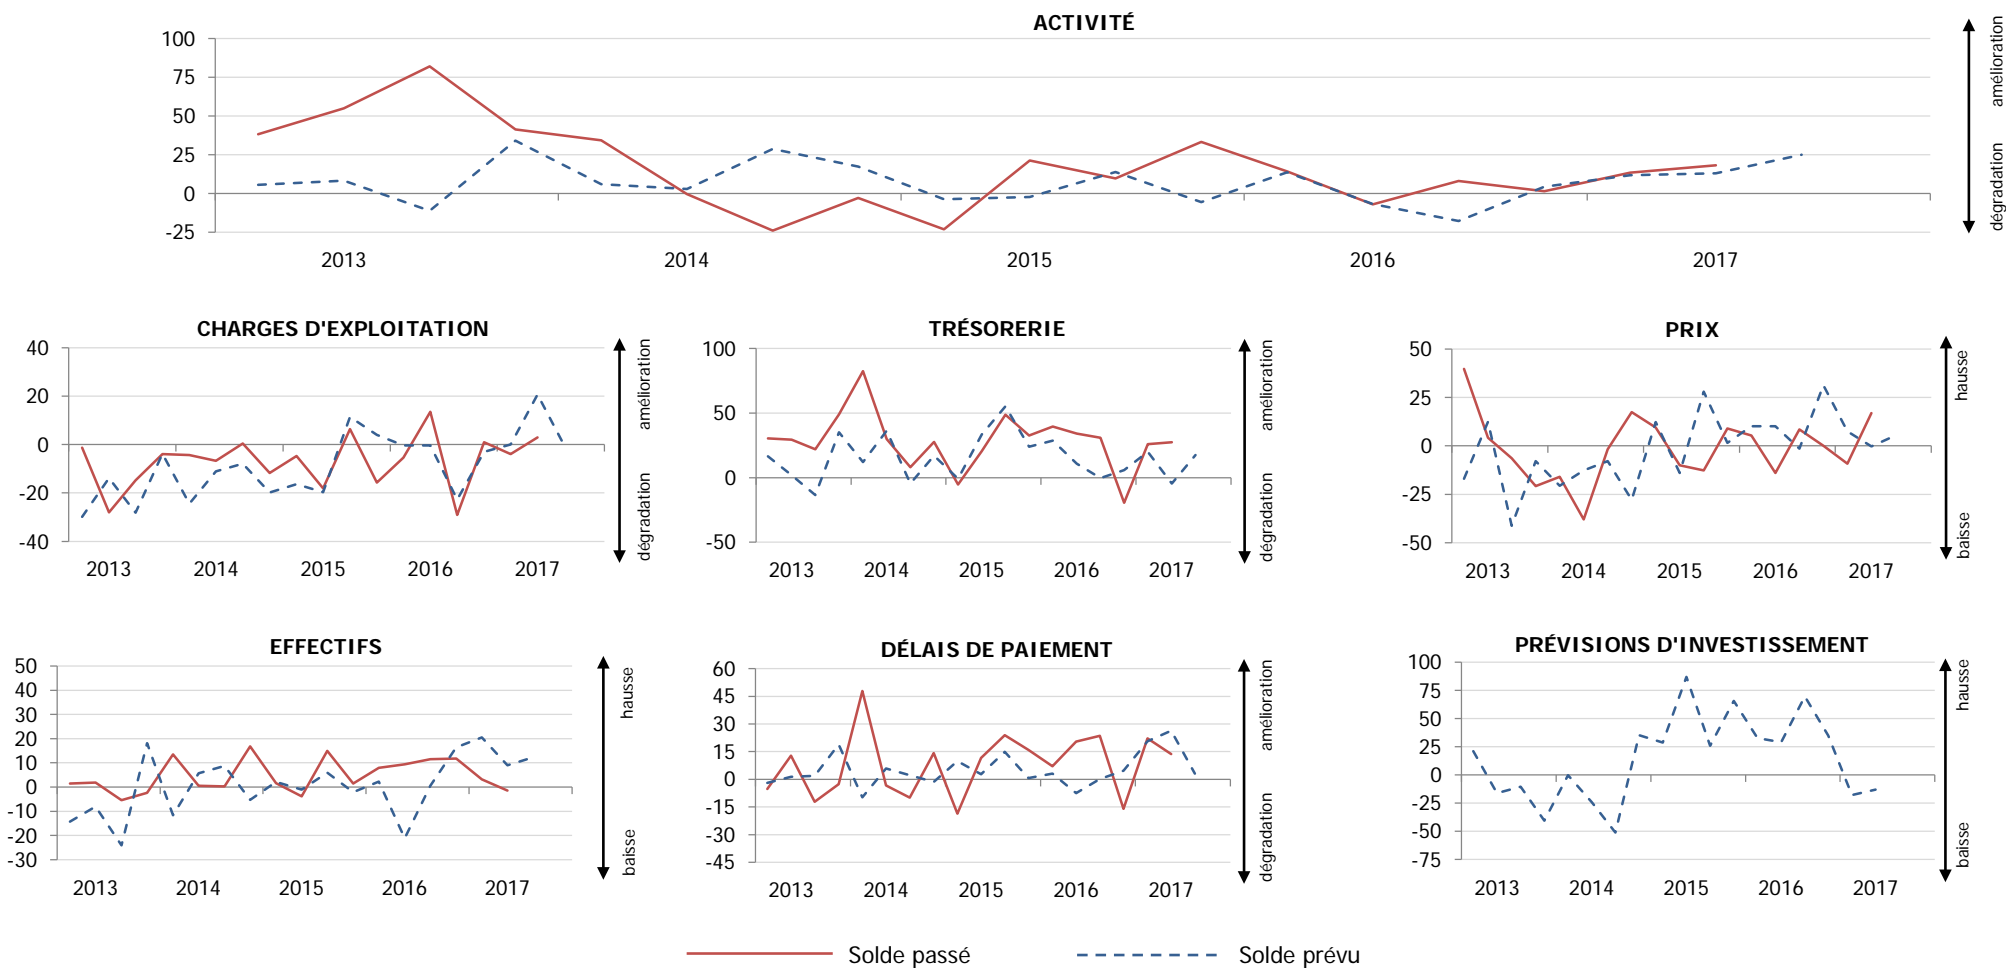 ACTIVITÉ
100
75
50
25
0
-25
2013 2014 2015 2016 2017
amélioration
dégradation
CHARGES D'EXPLOITATION
40
20
0
-20
-40
2013 2014 2015 2016 2017
amélioration
dégradation
TRÉSORERIE
100
50
0
-50
2013 2014 2015 2016 2017
amélioration
dégradation
PRIX
50
25
0
-25
-50
2013 2014 2015 2016 2017
hausse
baisse
EFFECTIFS
50
40
30
20
10
0
-10
-20
-30
2013 2014 2015 2016 2017
hausse
baisse
DÉLAIS DE PAIEMENT
60
45
30
15
0
-15
-30
-45
2013 2014 2015 2016 2017
amélioration
dégradation
PRÉVISIONS D'INVESTISSEMENT
100
75
50
25
0
-25
-50
-75
2013 2014 2015 2016 2017
hausse
baisse
Solde passé Solde prévu